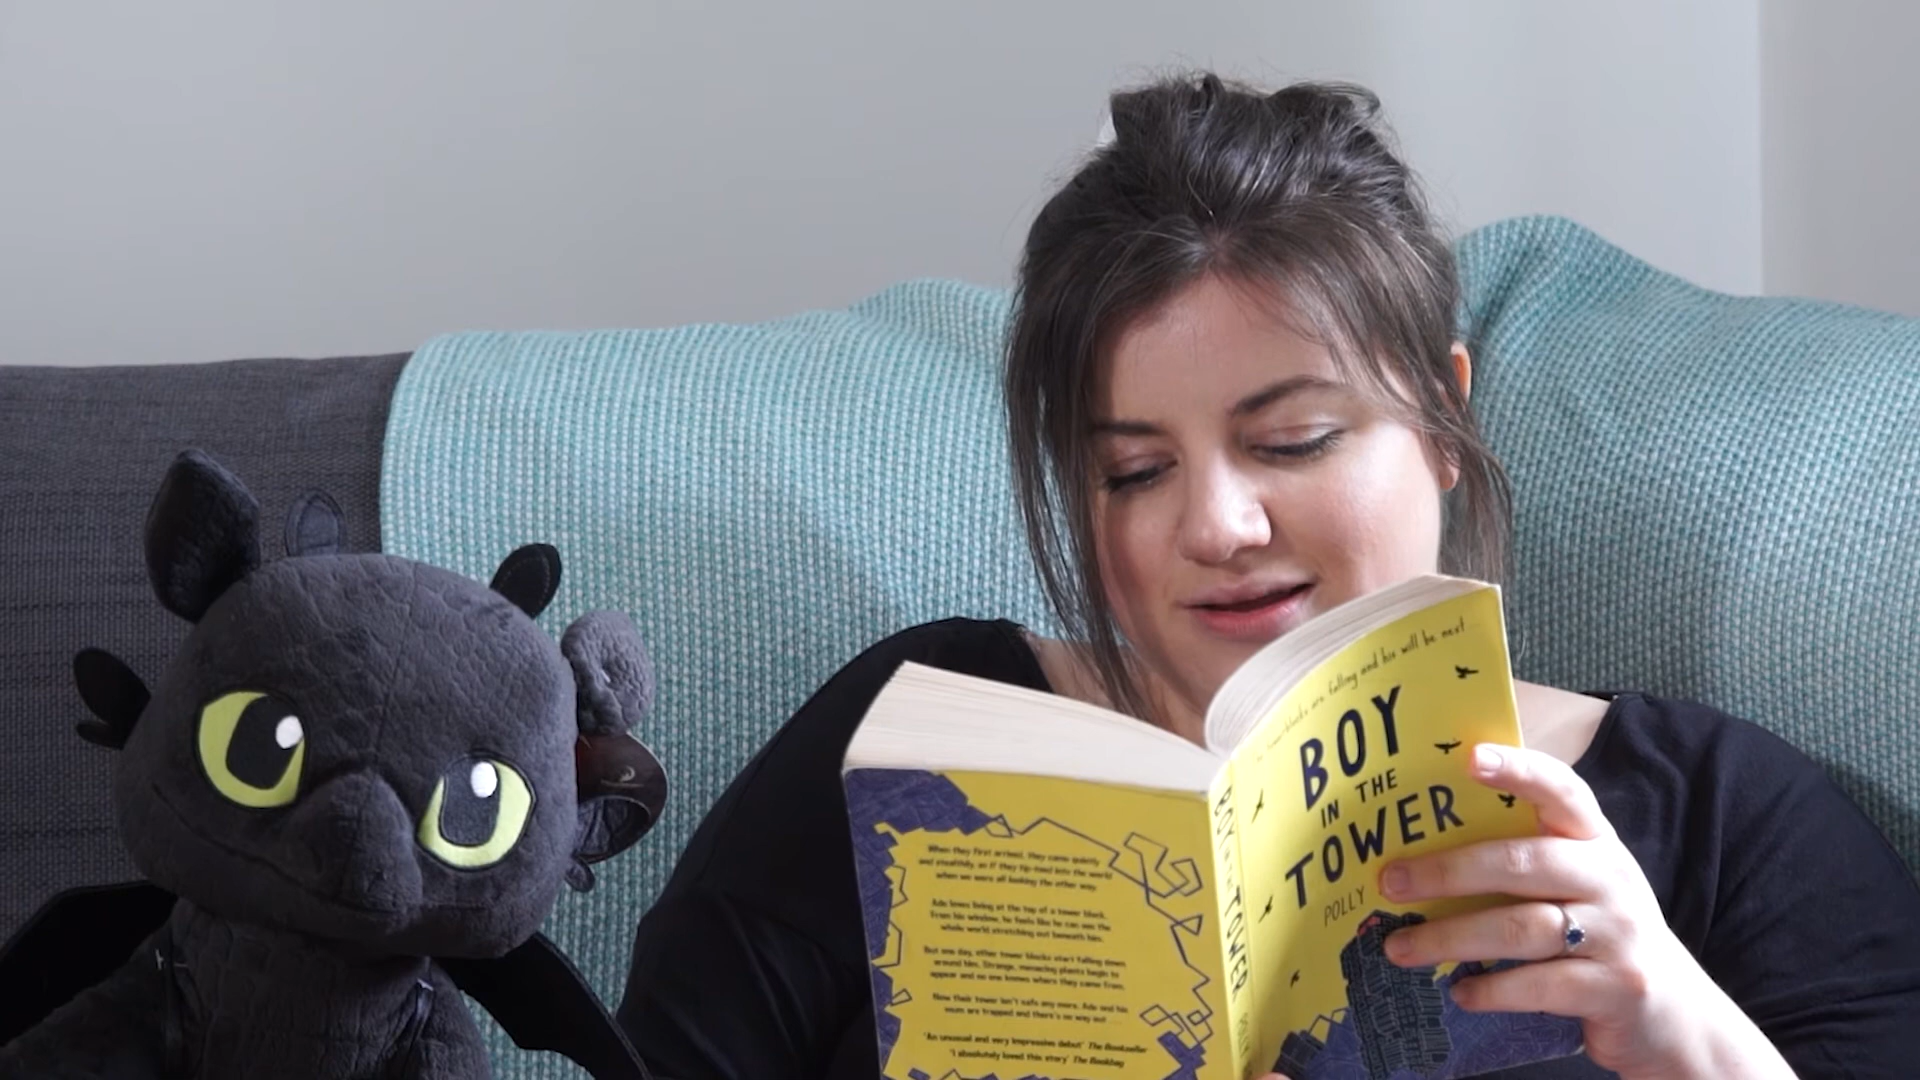 When they first arrived, they came quietly
and stealthily, as if they tip-toed into the world
when we were all looking the other way.
Ade loves living at the top of a tower block.
From his window, he feels like he can see the
whole world stretching out beneath him.
But one day, other tower blocks start falling down
around him. Strange, menacing plants begin to
appear and no one knows where they came from.
Now their tower isn't safe any more. Ade and his
mum are trapped and there's no way out
'An unusual and very impressive debut' The Bookseller
'I absolutely loved this story' The Bookbag
BOY TOWER
are falling and his will be next
BOY
IN THE
TOWER
POLLY